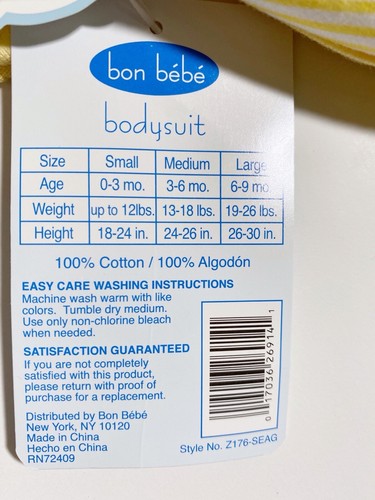 bon bébé
bodysuit
Size Small Medium Large
Age 0-3 mo. 3-6 mo. 6-9 mo
Weight up to 12lbs. 13-18 lbs. 19-26 lbs.
Height 18-24 in. 24-26 in. 26-30 in.
100% Cotton / 100% Algodón
EASY CARE WASHING INSTRUCTIONS
Machine wash warm with like
colors. Tumble dry medium.
Use only non-chlorine bleach
when needed.
SATISFACTION GUARANTEED
If you are not completely
satisfied with this product,
please return with proof of
purchase for a replacement.
Distributed by Bon Bébé
New York, NY 10120
Made in China
Hecho en China
RN72409
0 17036 26914 1
Style No. Z176-SEAG